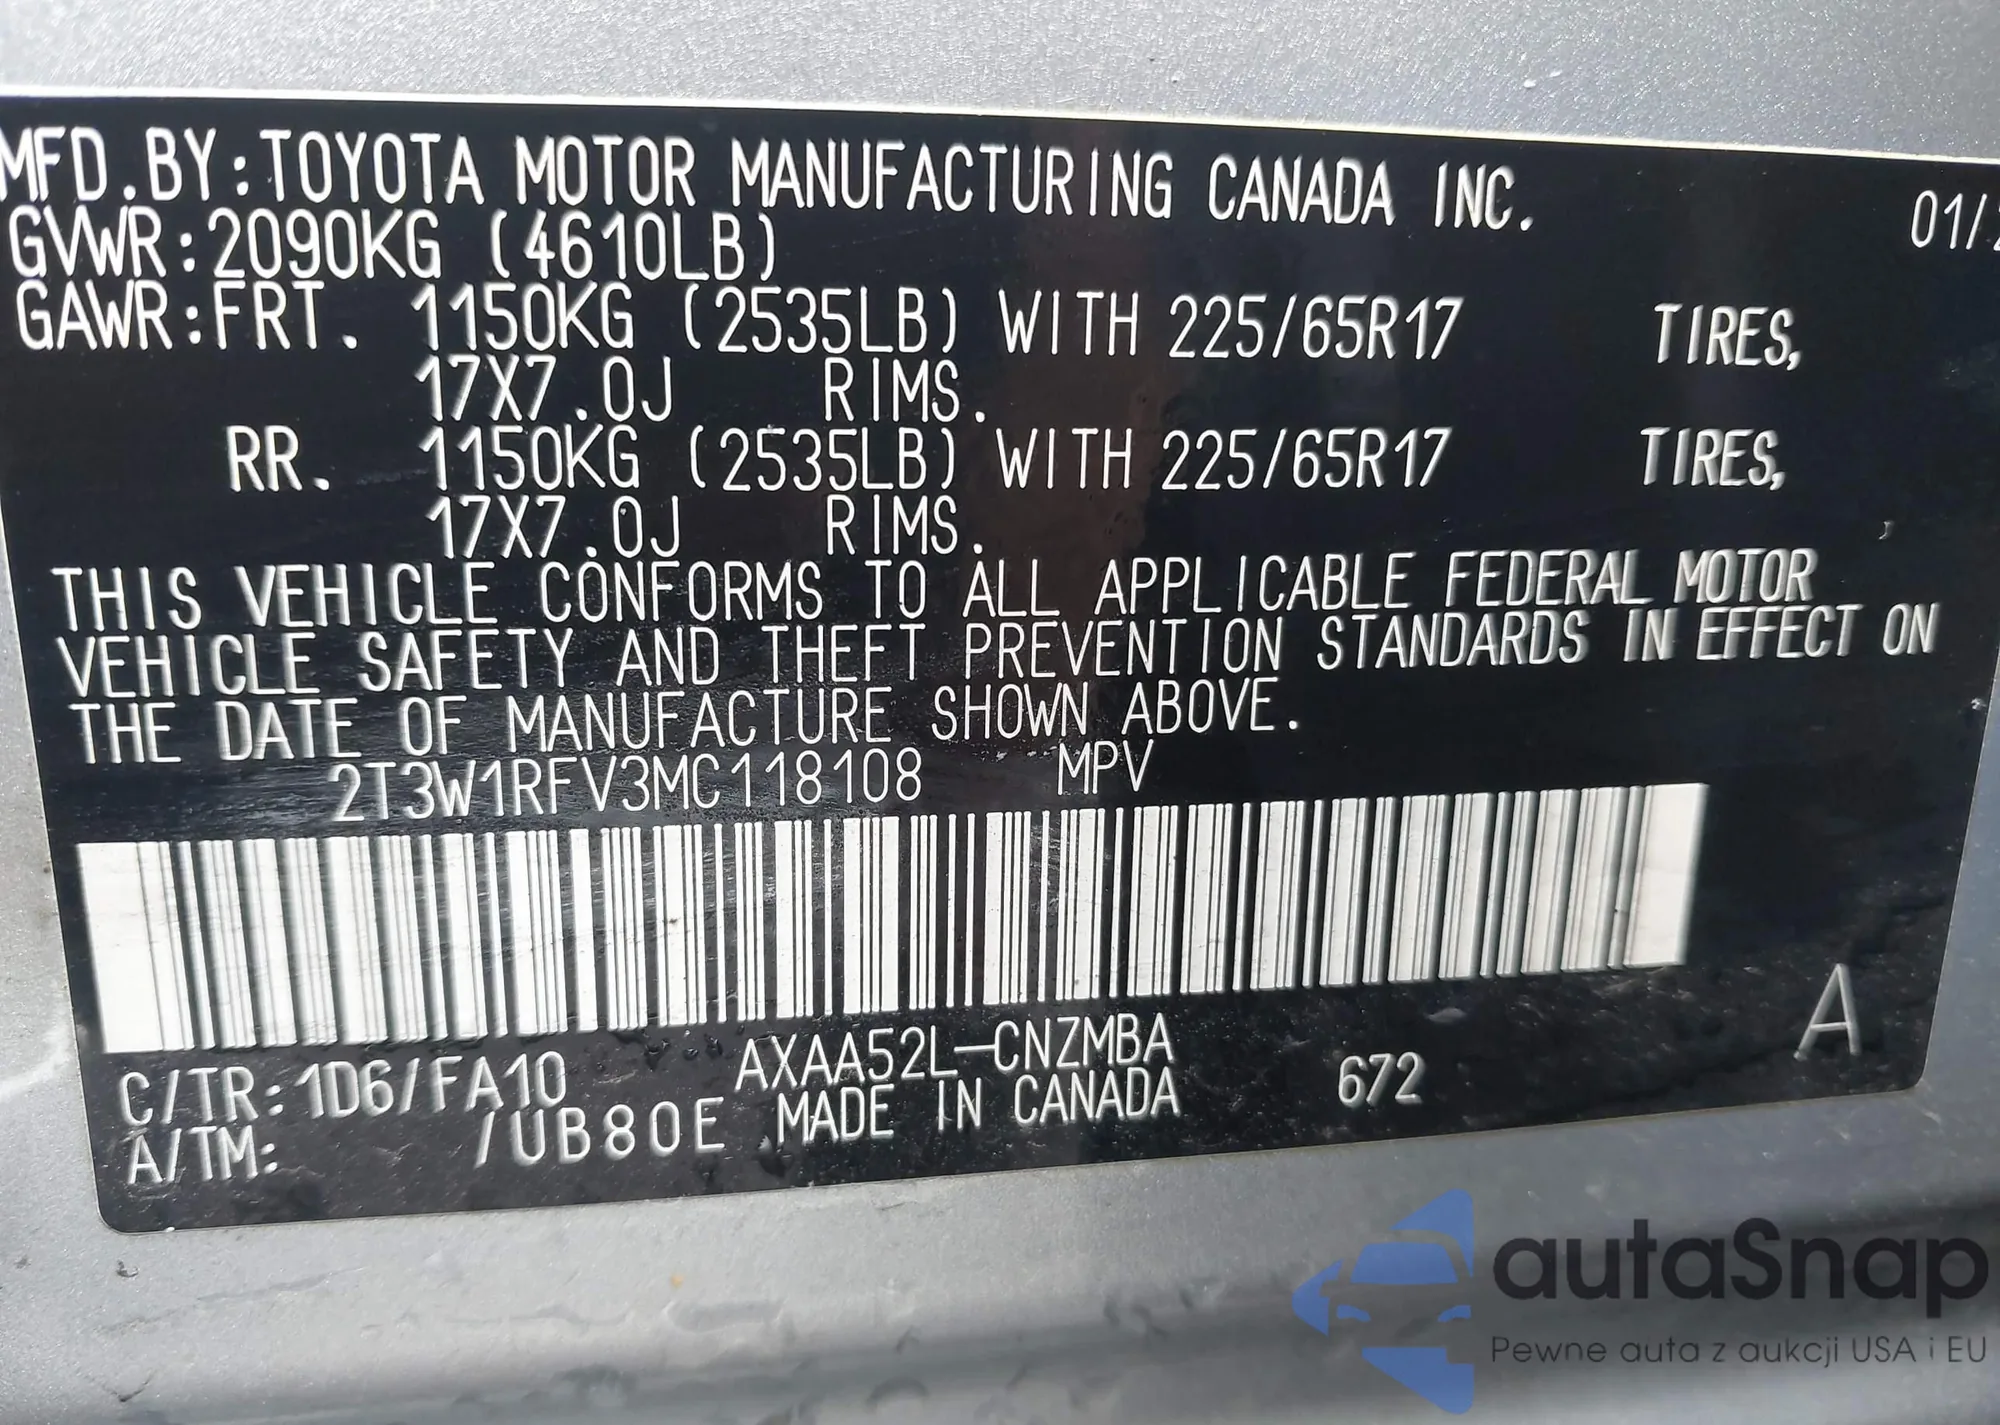 MFD.BY:TOYOTA MOTOR MANUFACTURING CANADA INC. 01/2
GVWR:2090KG (4610LB)
GAWR:FRT. 1150KG (2535LB) WITH 225/65R17 TIRES,
17X7.0J RIMS.
RR. 1150KG (2535LB) WITH 225/65R17 TIRES,
17X7.0J RIMS.
THIS VEHICLE CONFORMS TO ALL APPLICABLE FEDERAL MOTOR
VEHICLE SAFETY AND THEFT PREVENTION STANDARDS IN EFFECT ON
THE DATE OF MANUFACTURE SHOWN ABOVE.
2T3W1RFV3MC118108 MPV
A
C/TR:1D6/FA10 AXAA52L-CNZMBA 672
A/TM: /UB80E MADE IN CANADA
autaSnap
Pewne auta z aukcji USA i EU